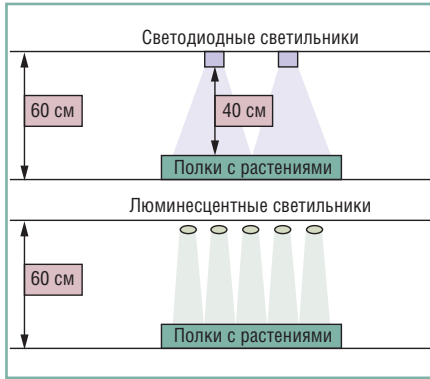 Светодиодные светильники
60 см
40 см
Полки с растениями
Люминесцентные светильники
60 см
Полки с растениями